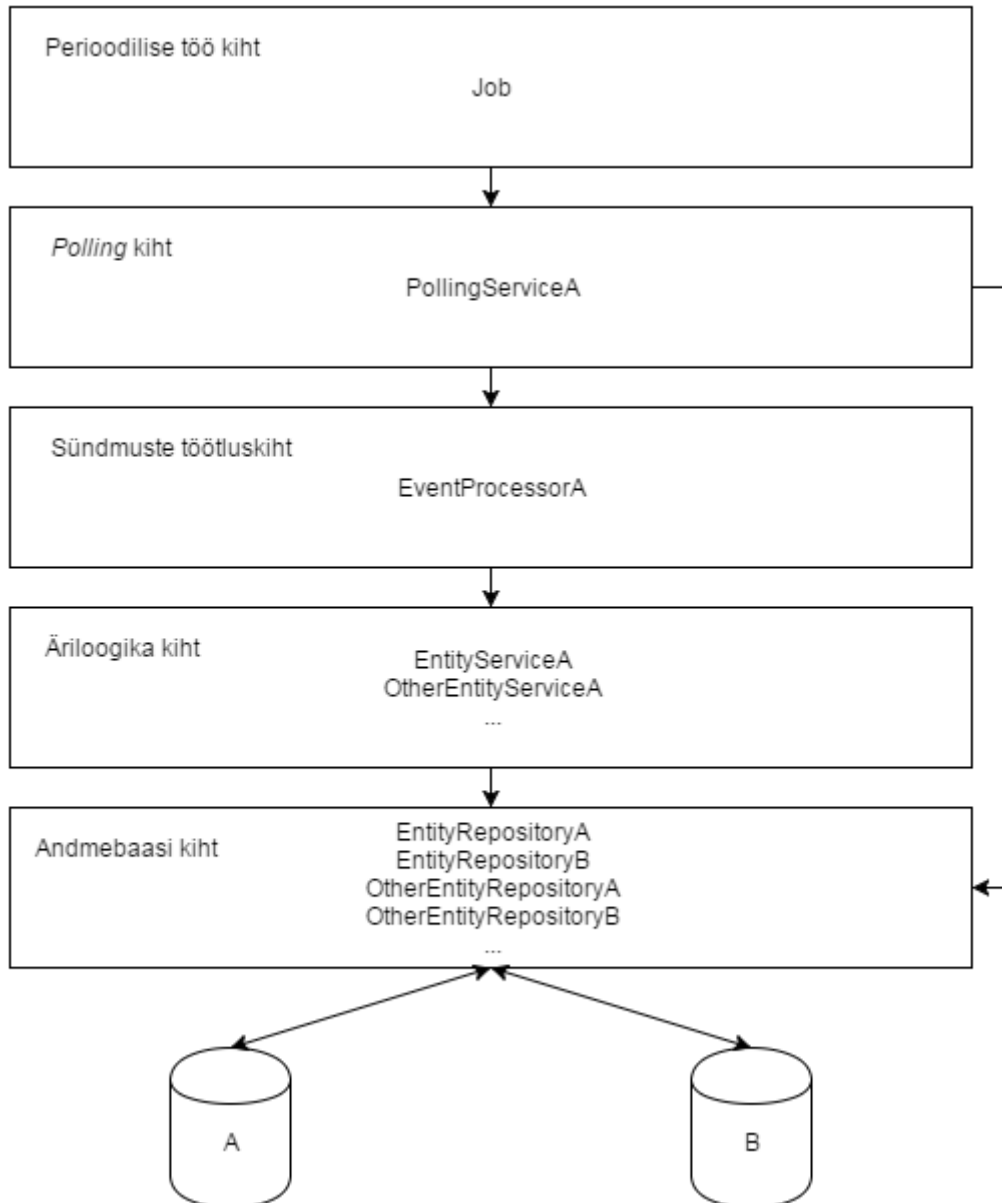 Perioodilise töö kiht
Job
Polling kiht
PollingServiceA
Sündmuste töötluskiht
EventProcessorA
Äriloogika kiht
EntityServiceA
OtherEntityServiceA
...
Andmebaasi kiht
EntityRepositoryA
EntityRepositoryB
OtherEntityRepositoryA
OtherEntityRepositoryB
...
A
B